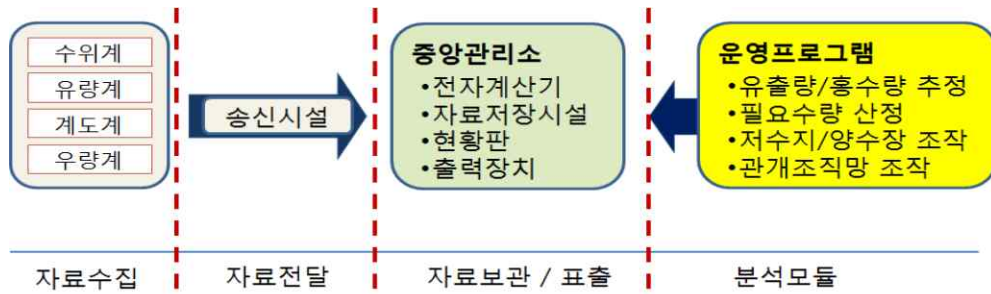 수위계
유량계
계도계
우량계
송신시설
중앙관리소
•전자계산기
•자료저장시설
•현황판
•출력장치
운영프로그램
•유출량/홍수량 추정
•필요수량 산정
•저수지/양수장 조작
•관개조직망 조작
자료수집
자료전달
자료보관 / 표출
분석모듈